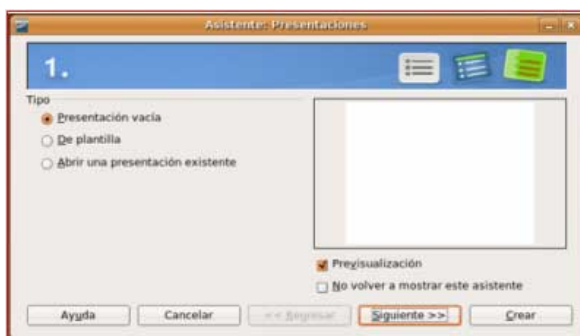 Asistente: Presentaciones
1.
Tipo
Presentación vacía
De plantilla
Abrir una presentación existente
Previsualización
No volver a mostrar este asistente
Ayuda
Cancelar
<< Regresar
Siguiente >>
Crear